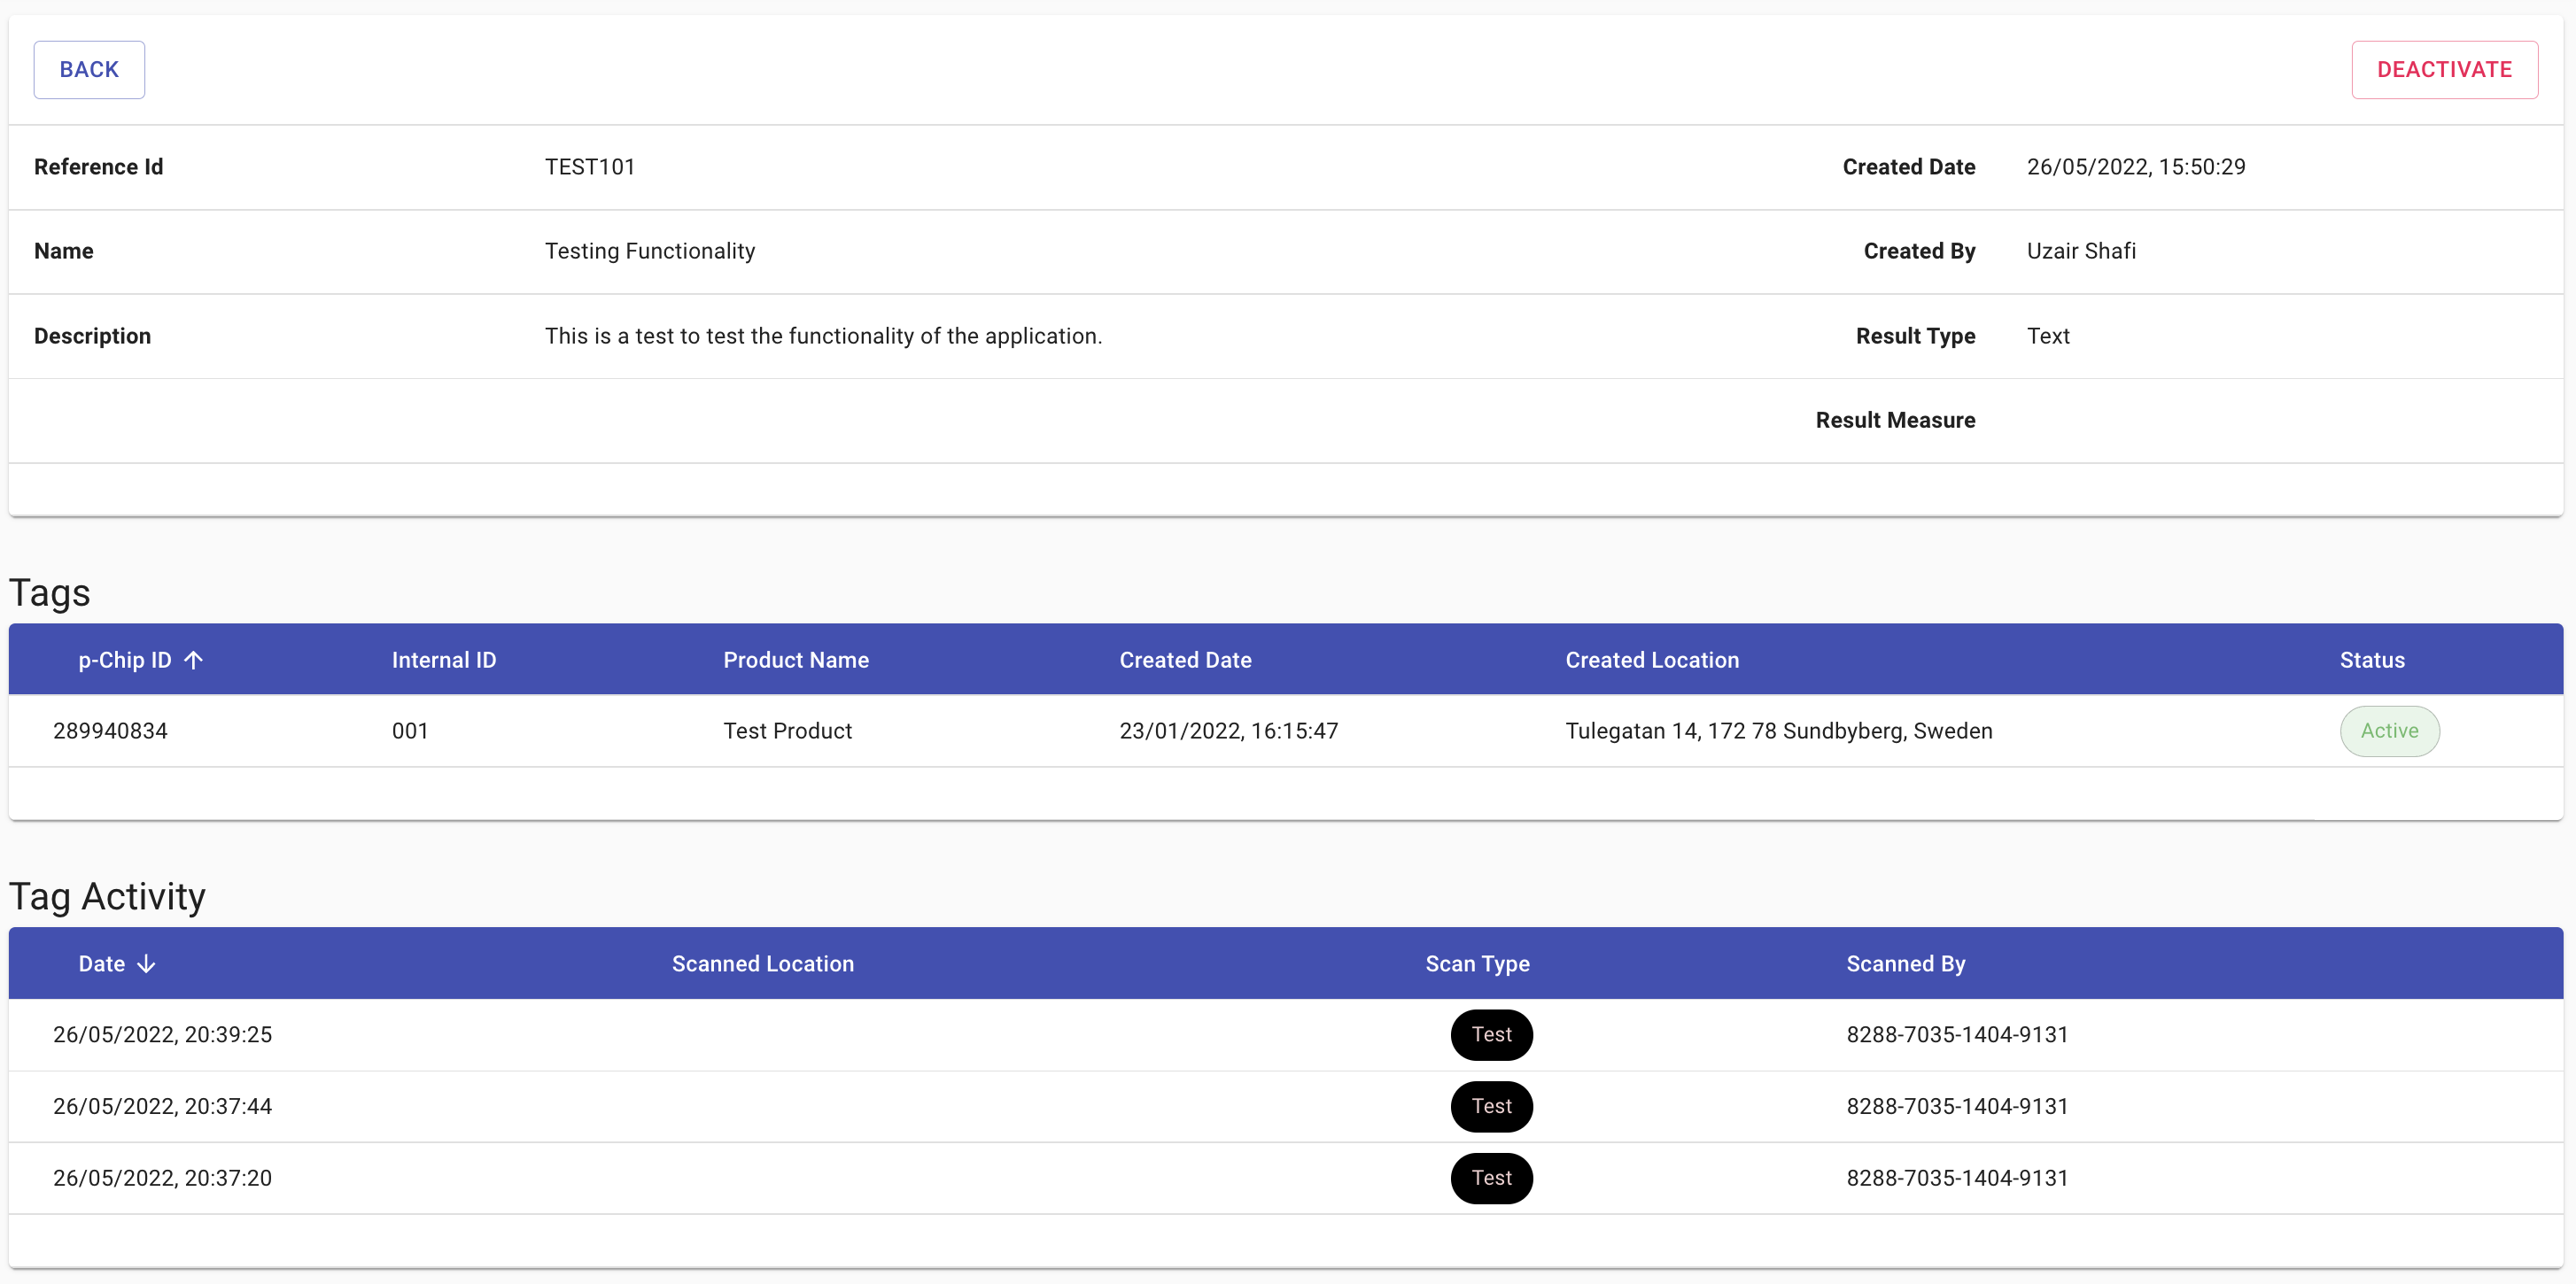 BACK DEACTIVATE
Reference Id TEST101 Created Date 26/05/2022, 15:50:29
Name Testing Functionality Created By Uzair Shafi
Description This is a test to test the functionality of the application. Result Type Text
Result Measure
Tags
p-Chip ID Internal ID Product Name Created Date Created Location Status
289940834 001 Test Product 23/01/2022, 16:15:47 Tulegatan 14, 172 78 Sundbyberg, Sweden Active
Tag Activity
Date Scanned Location Scan Type Scanned By
26/05/2022, 20:39:25 Test 8288-7035-1404-9131
26/05/2022, 20:37:44 Test 8288-7035-1404-9131
26/05/2022, 20:37:20 Test 8288-7035-1404-9131